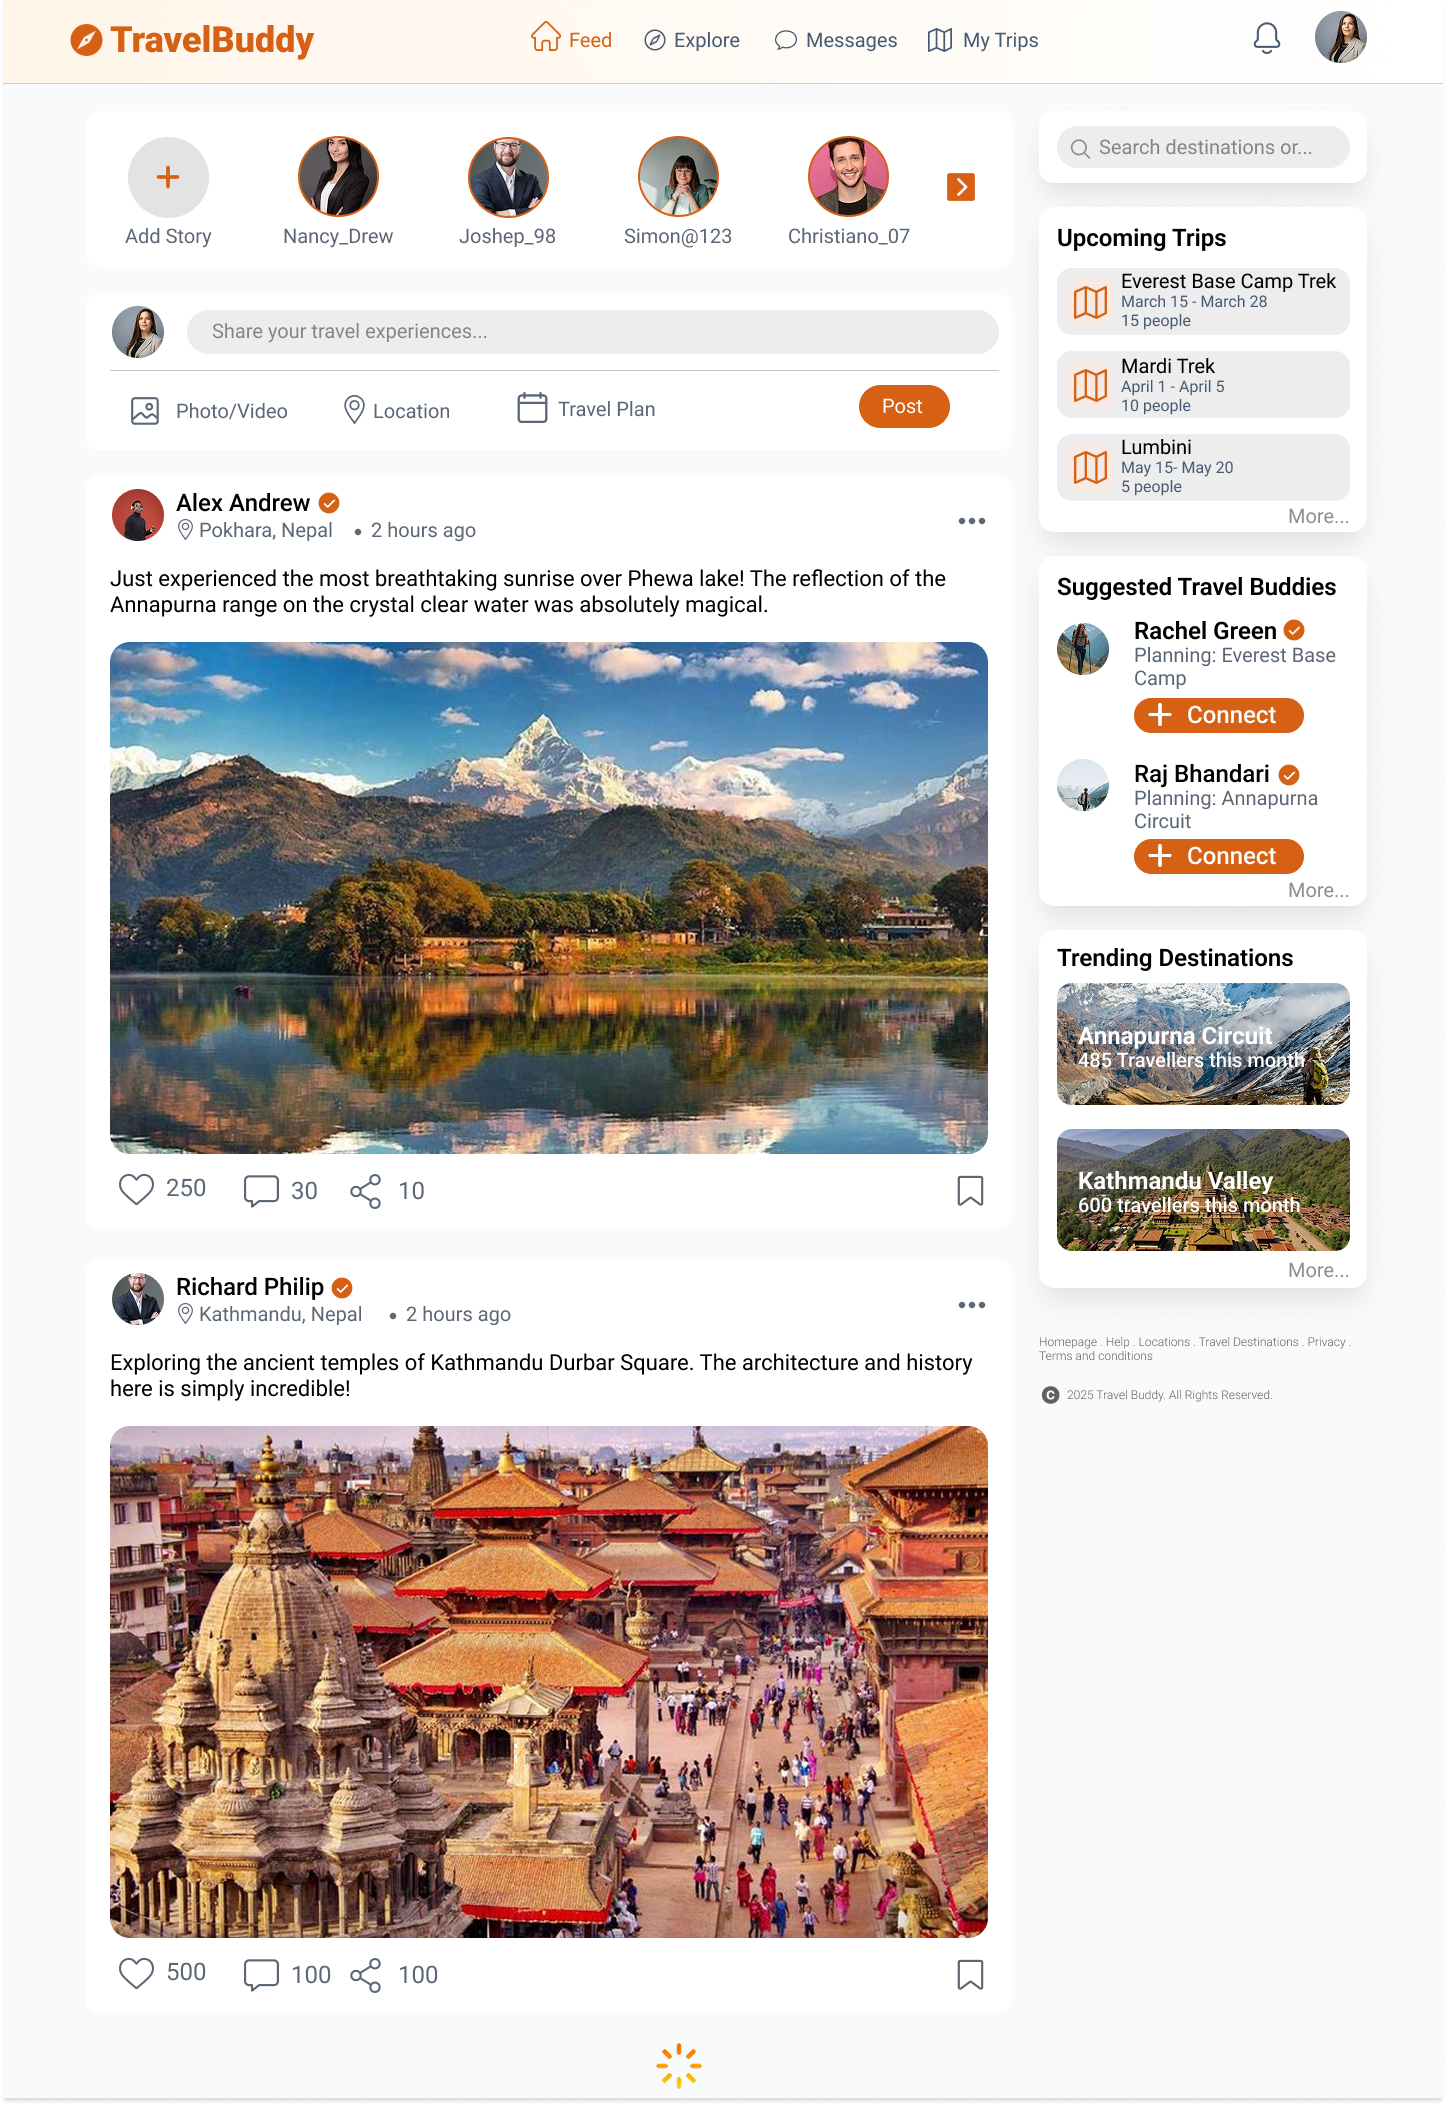 TravelBuddy
Feed
Explore
Messages
My Trips
Add Story
Nancy_Drew
Joshep_98
Simon@123
Christiano_07
Share your travel experiences...
Photo/Video
Location
Travel Plan
Post
Alex Andrew
Pokhara, Nepal • 2 hours ago
Just experienced the most breathtaking sunrise over Phewa lake! The reflection of the
Annapurna range on the crystal clear water was absolutely magical.
250
30
10
Richard Philip
Kathmandu, Nepal • 2 hours ago
Exploring the ancient temples of Kathmandu Durbar Square. The architecture and history
here is simply incredible!
500
100
100
Search destinations or...
Upcoming Trips
Everest Base Camp Trek
March 15 - March 28
15 people
Mardi Trek
April 1 - April 5
10 people
Lumbini
May 15- May 20
5 people
More...
Suggested Travel Buddies
Rachel Green
Planning: Everest Base
Camp
Connect
Raj Bhandari
Planning: Annapurna
Circuit
Connect
More...
Trending Destinations
Annapurna Circuit
485 Travellers this month
Kathmandu Valley
600 travellers this month
More...
Homepage . Help . Locations . Travel Destinations . Privacy .
Terms and conditions
© 2025 Travel Buddy. All Rights Reserved.